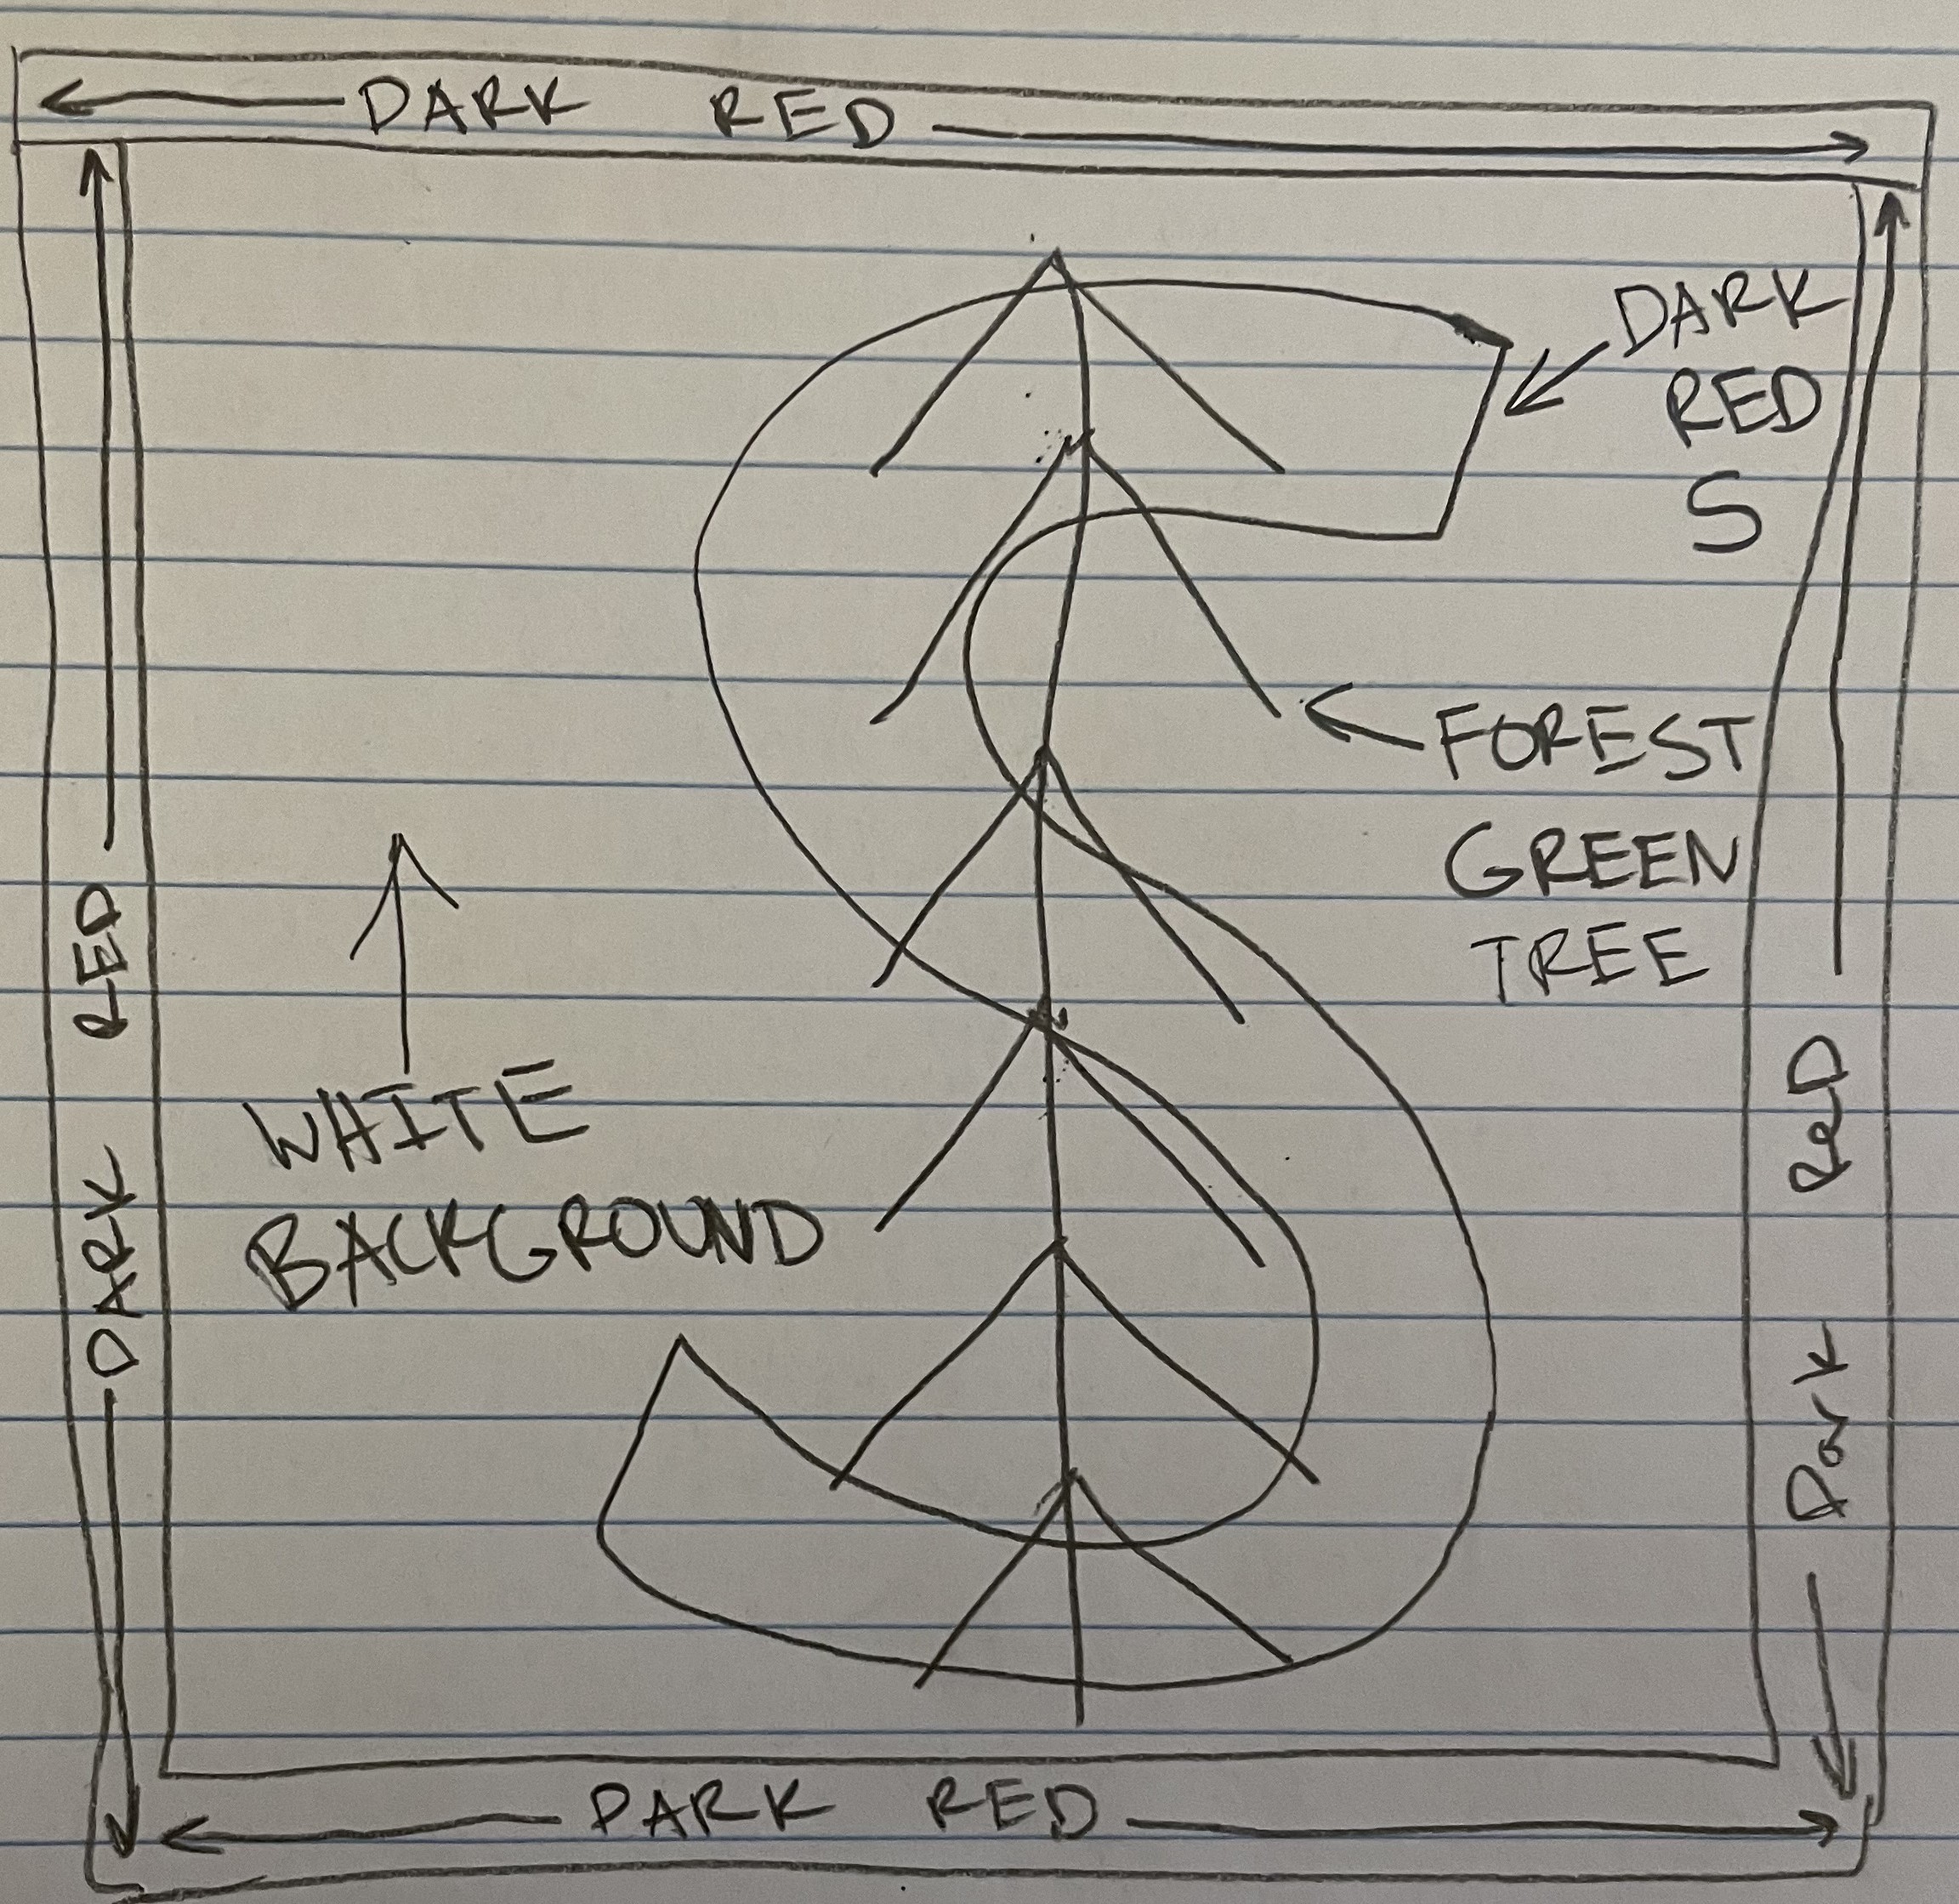 DARK RED
DARK
RED
S
FOREST
GREEN
TREE
WHITE
BACKGROUND
DARK RED
Dark RED
DARK RED